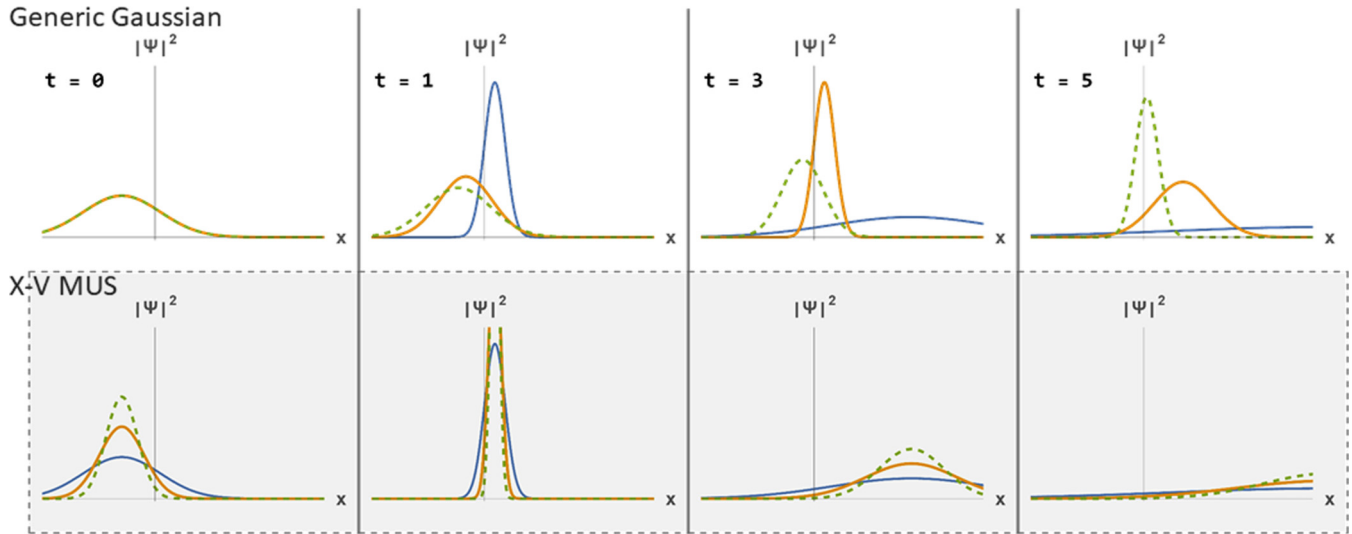 Generic Gaussian
|Ψ|² |Ψ|² |Ψ|² |Ψ|²
t = 0 t = 1 t = 3 t = 5
x x x x
X-V MUS
|Ψ|² |Ψ|² |Ψ|² |Ψ|²
x x x x